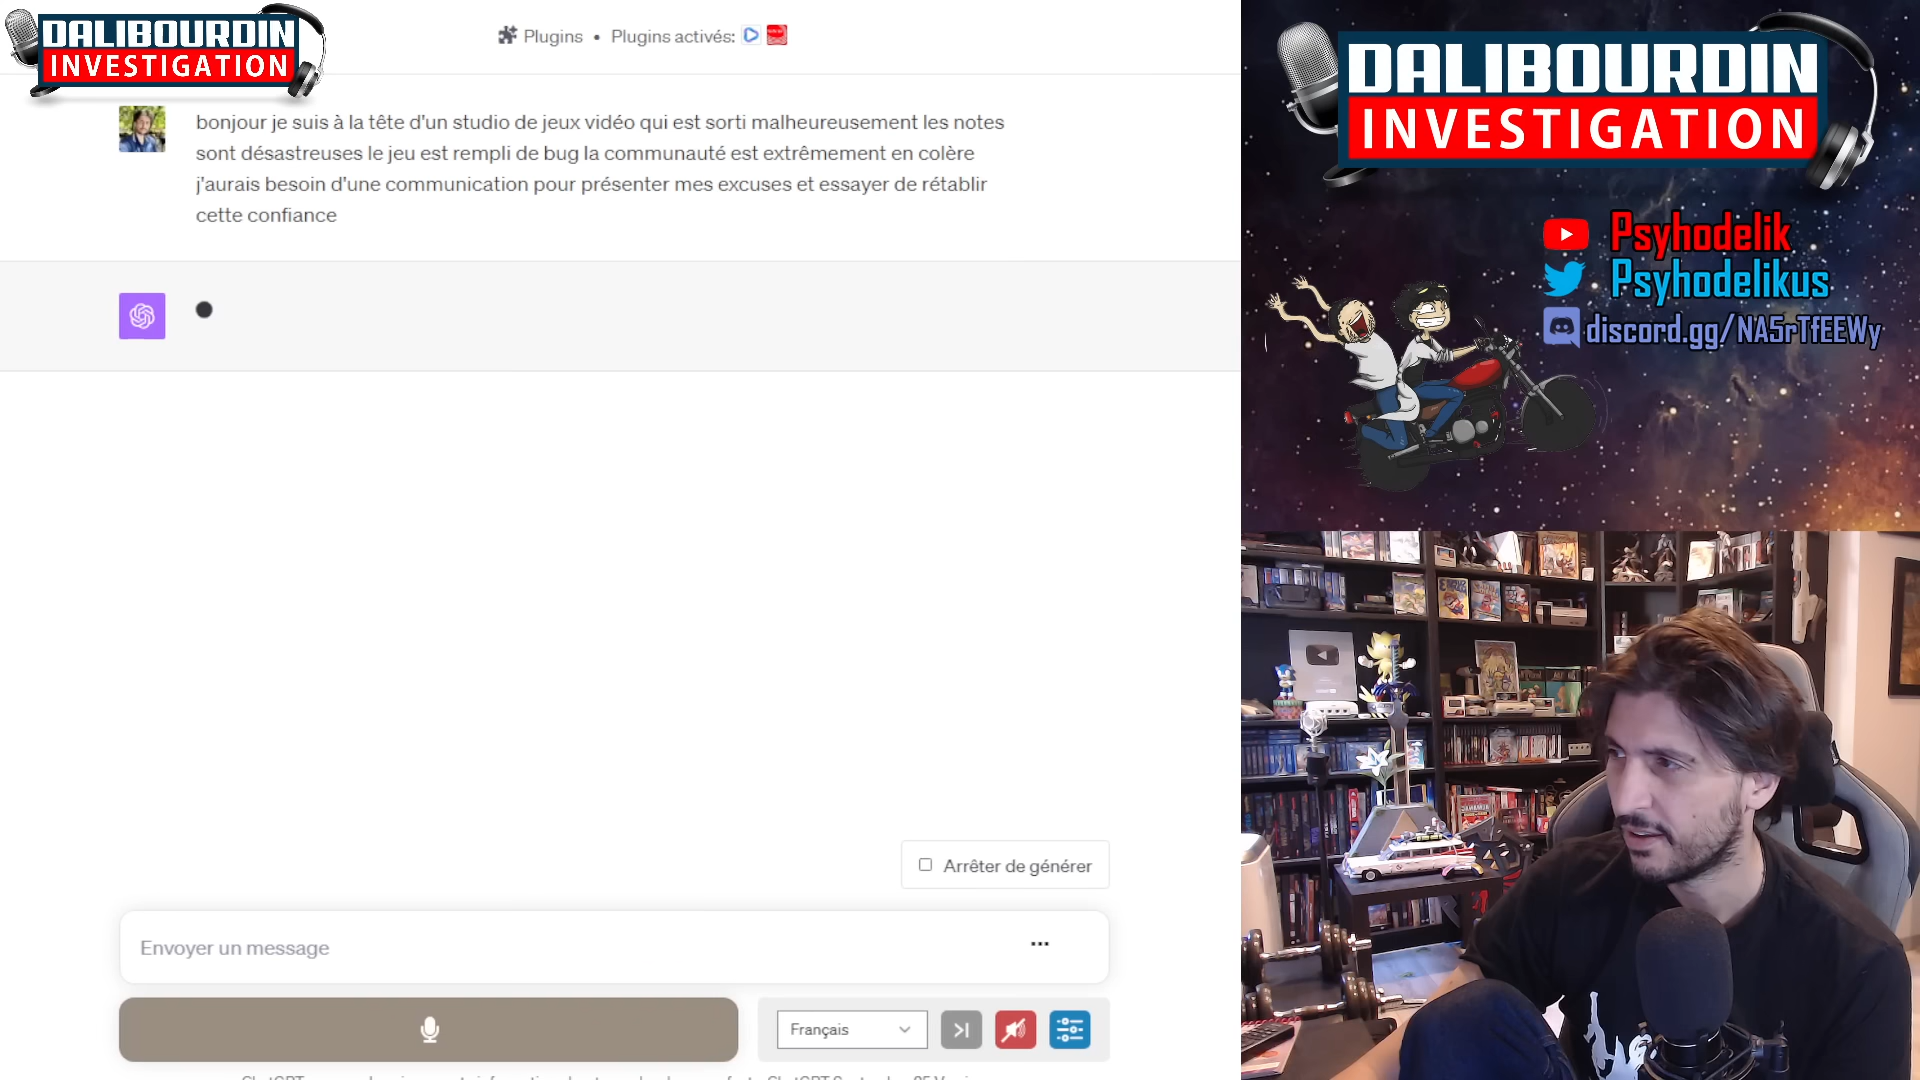 DALIBOURDIN
INVESTIGATION
Plugins • Plugins activés:
bonjour je suis à la tête d'un studio de jeux vidéo qui est sorti malheureusement les notes
sont désastreuses le jeu est rempli de bug la communauté est extrêmement en colère
j'aurais besoin d'une communication pour présenter mes excuses et essayer de rétablir
cette confiance
Arrêter de générer
Envoyer un message
Français
DALIBOURDIN
INVESTIGATION
Psyhodelik
Psyhodelikus
discord.gg/NA5rTfEEWy